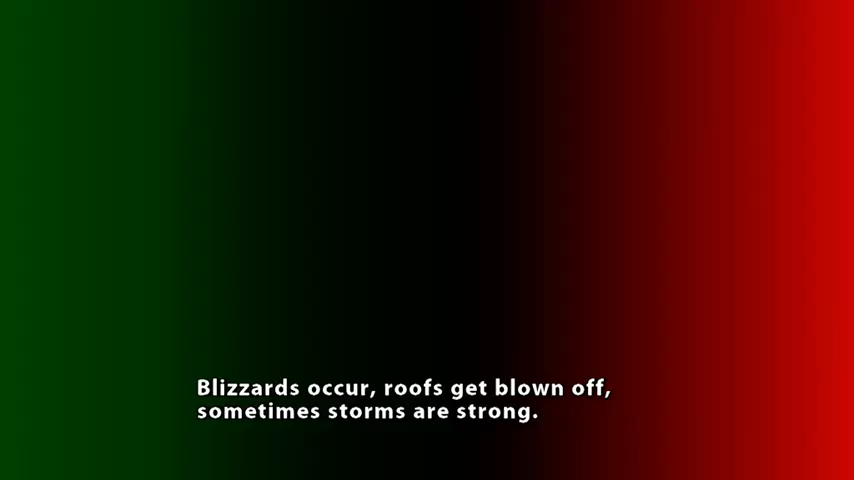 Blizzards occur, roofs get blown off,
sometimes storms are strong.